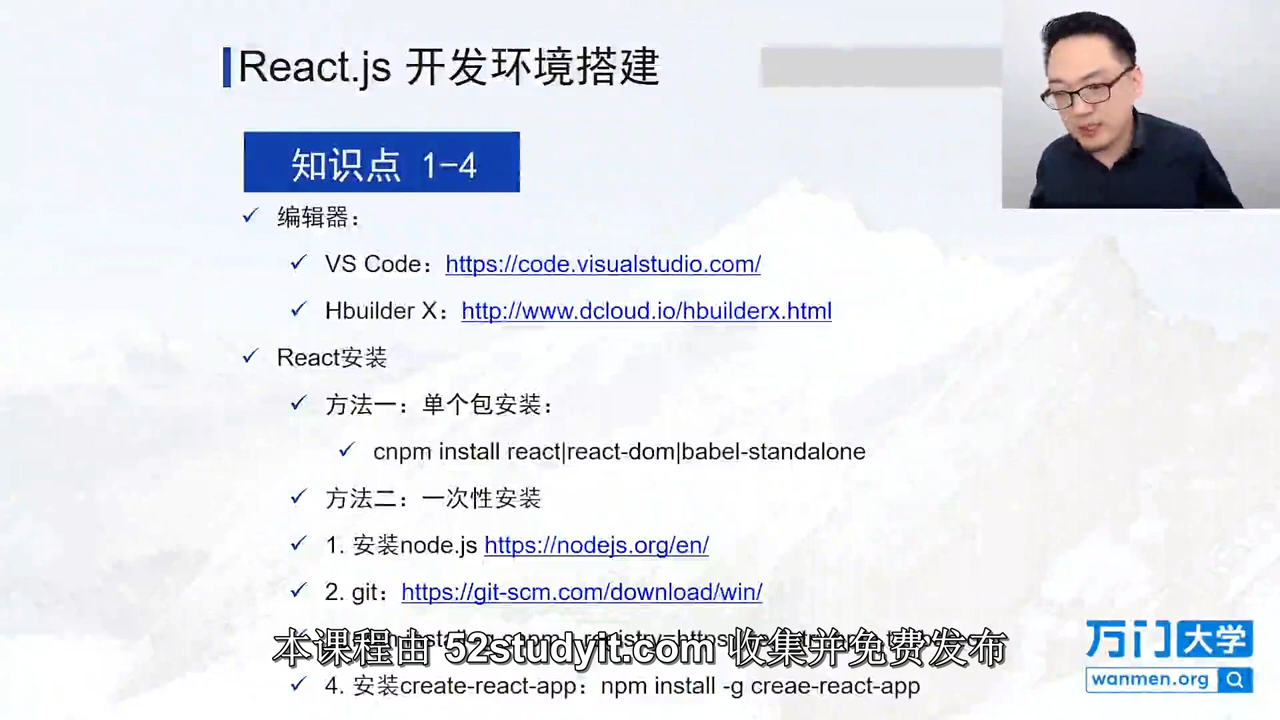 React.js 开发环境搭建
知识点 1-4
编辑器：
VS Code：https://code.visualstudio.com/
Hbuilder X：http://www.dcloud.io/hbuilderx.html
React安装
方法一：单个包安装：
cnpm install react|react-dom|babel-standalone
方法二：一次性安装
1. 安装node.js https://nodejs.org/en/
2. git：https://git-scm.com/download/win/
本课程由 52studyit.com 收集并免费发布
4. 安装create-react-app：npm install -g creae-react-app
万门大学
wanmen.org